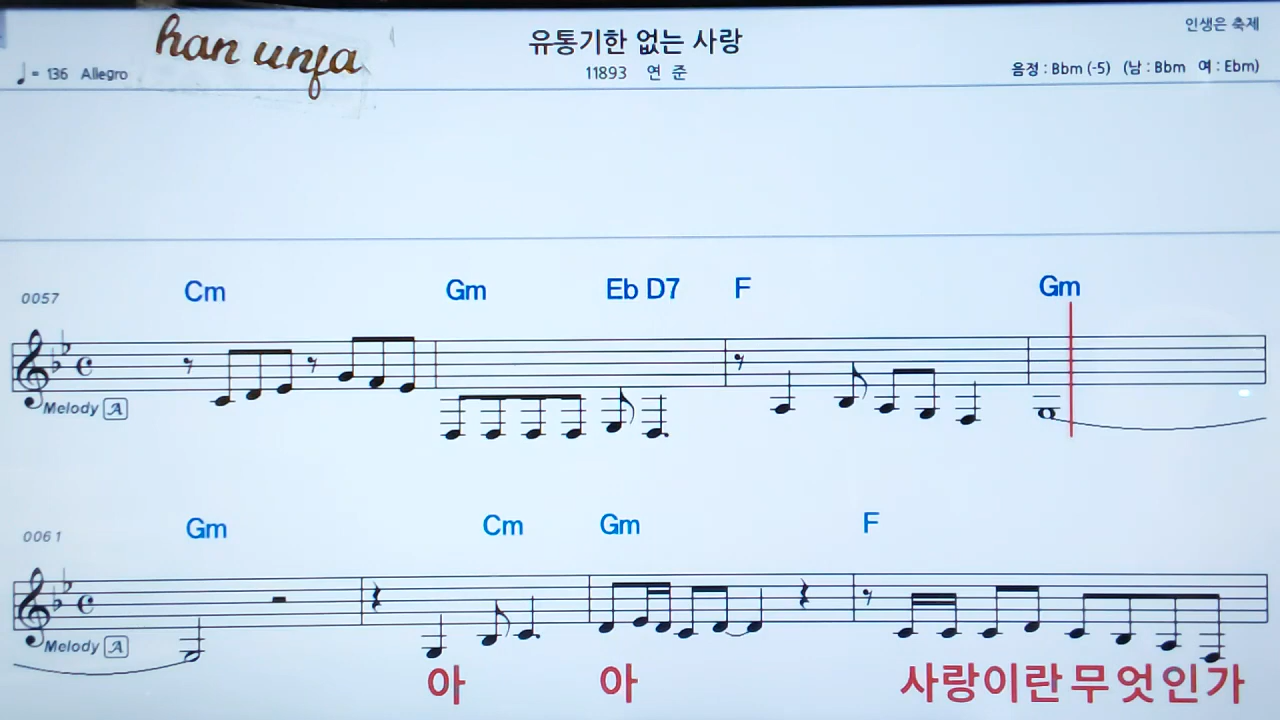 han unfa
유통기한 없는 사랑
인생은 축제
♩= 136 Allegro
11893 연 준
음정 : Bbm (-5) (남 : Bbm 여 : Ebm)
Cm Gm Eb D7 F Gm
0057
Melody A
Gm Cm Gm F
0061
Melody A
아 아 사랑이란 무엇인가